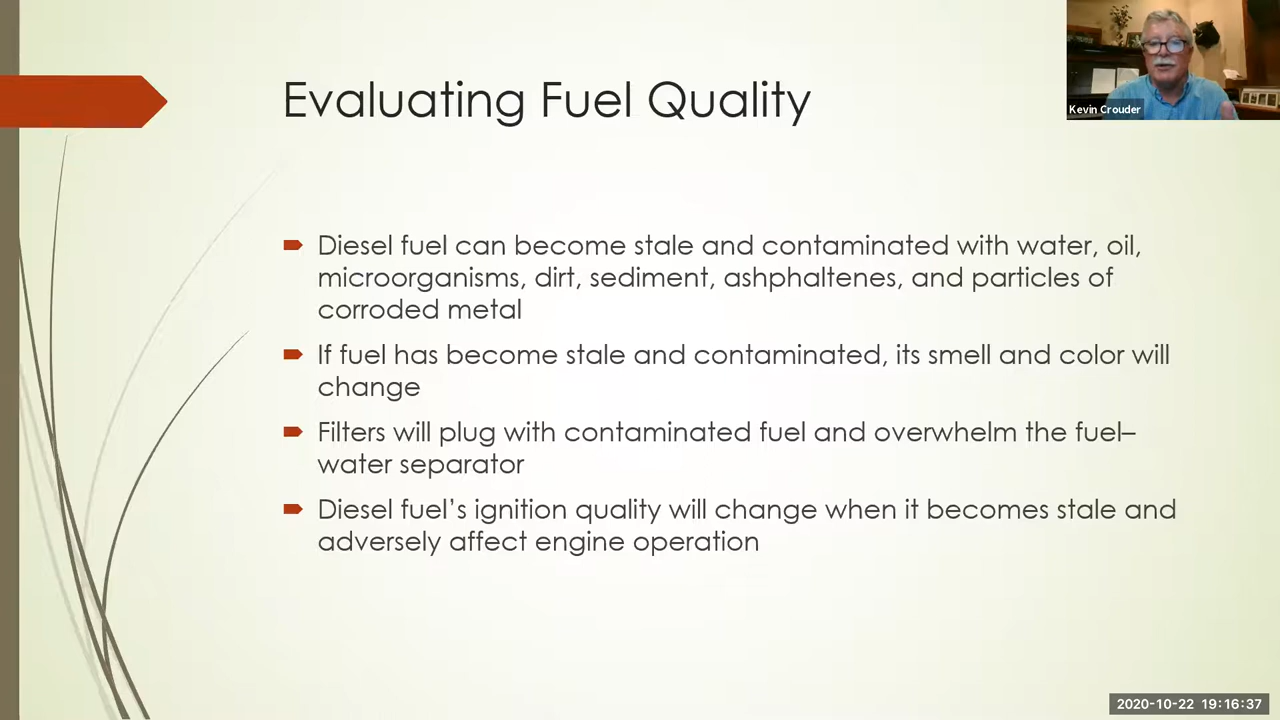 Evaluating Fuel Quality
Kevin Crouder
Diesel fuel can become stale and contaminated with water, oil,
microorganisms, dirt, sediment, ashphaltenes, and particles of
corroded metal
If fuel has become stale and contaminated, its smell and color will
change
Filters will plug with contaminated fuel and overwhelm the fuel–
water separator
Diesel fuel’s ignition quality will change when it becomes stale and
adversely affect engine operation
2020-10-22 19:16:37